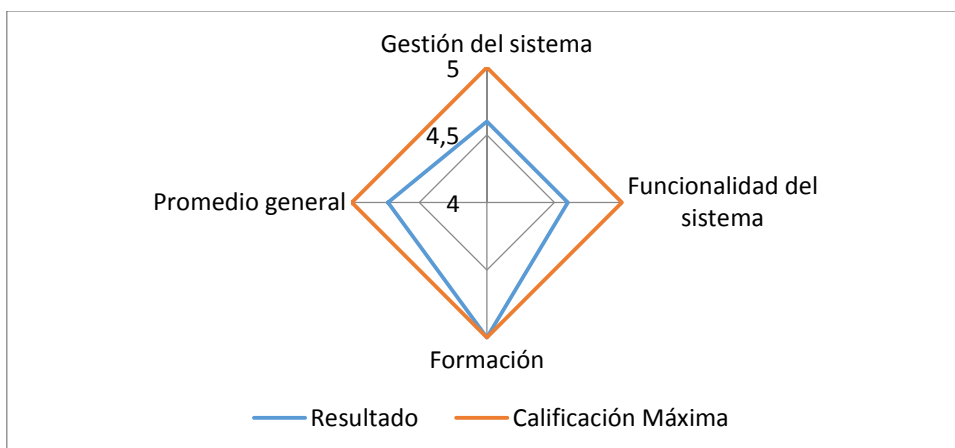 Gestión del sistema
5
4,5
4
Promedio general
Funcionalidad del
sistema
Formación
Resultado
Calificación Máxima